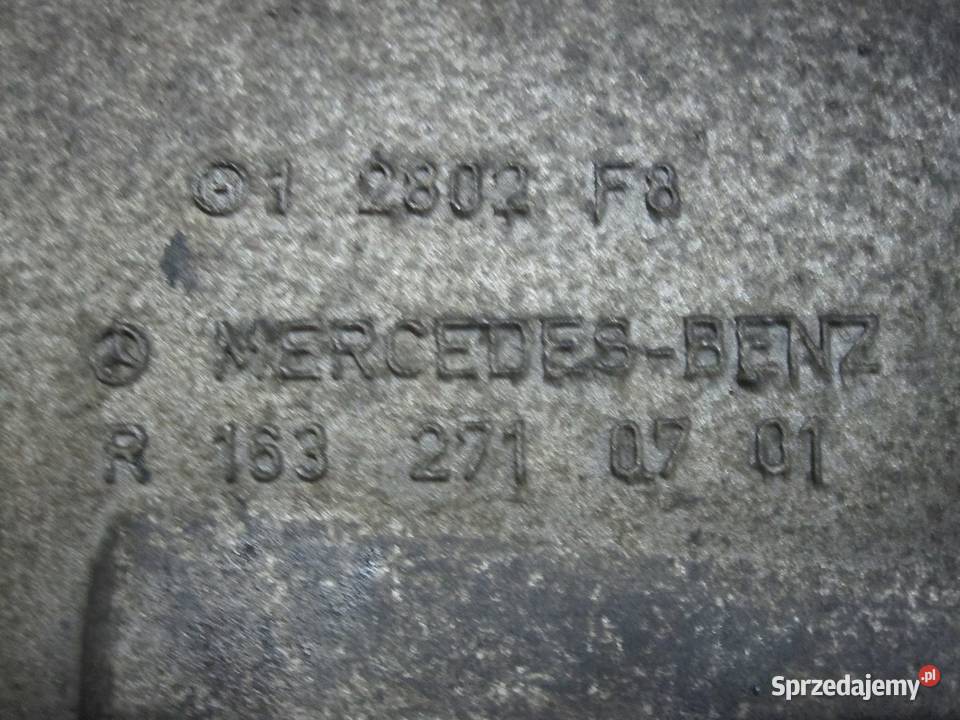 1 2802 F8
MERCEDES-BENZ
R 163 271 07 01
Sprzedajemy.pl